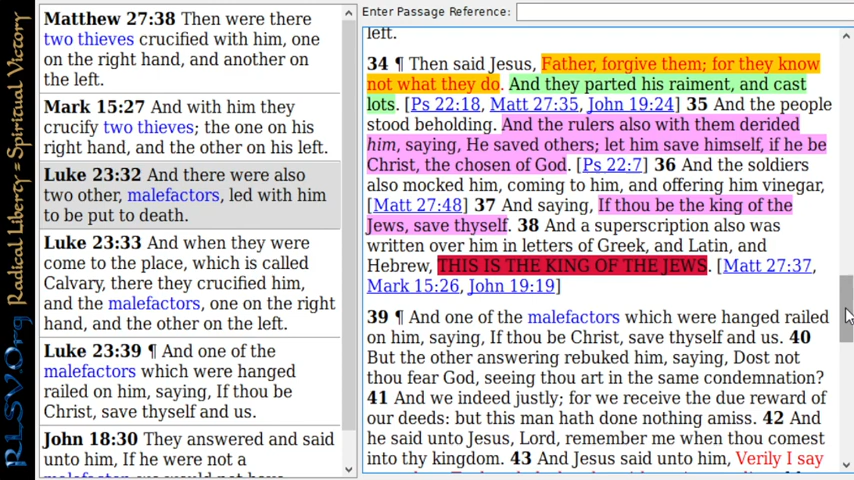 RLSV.Org Radical Liberty = Spiritual Victory
Matthew 27:38 Then were there
two thieves crucified with him, one
on the right hand, and another on
the left.
Mark 15:27 And with him they
crucify two thieves; the one on his
right hand, and the other on his left.
Luke 23:32 And there were also
two other, malefactors, led with him
to be put to death.
Luke 23:33 And when they were
come to the place, which is called
Calvary, there they crucified him,
and the malefactors, one on the right
hand, and the other on the left.
Luke 23:39 ¶ And one of the
malefactors which were hanged
railed on him, saying, If thou be
Christ, save thyself and us.
John 18:30 They answered and said
unto him, If he were not a
Enter Passage Reference:
left.
34 ¶ Then said Jesus, Father, forgive them; for they know
not what they do. And they parted his raiment, and cast
lots. [Ps 22:18, Matt 27:35, John 19:24] 35 And the people
stood beholding. And the rulers also with them derided
him, saying, He saved others; let him save himself, if he be
Christ, the chosen of God. [Ps 22:7] 36 And the soldiers
also mocked him, coming to him, and offering him vinegar,
[Matt 27:48] 37 And saying, If thou be the king of the
Jews, save thyself. 38 And a superscription also was
written over him in letters of Greek, and Latin, and
Hebrew, THIS IS THE KING OF THE JEWS. [Matt 27:37,
Mark 15:26, John 19:19]
39 ¶ And one of the malefactors which were hanged railed
on him, saying, If thou be Christ, save thyself and us. 40
But the other answering rebuked him, saying, Dost not
thou fear God, seeing thou art in the same condemnation?
41 And we indeed justly; for we receive the due reward of
our deeds: but this man hath done nothing amiss. 42 And
he said unto Jesus, Lord, remember me when thou comest
into thy kingdom. 43 And Jesus said unto him, Verily I say